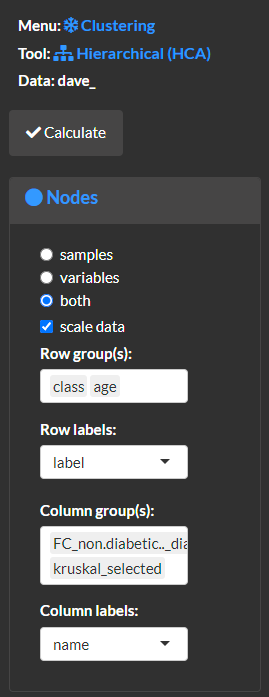 Menu: Clustering
Tool: Hierarchical (HCA)
Data: dave_
Calculate
Nodes
samples
variables
both
scale data
Row group(s):
class age
Row labels:
label
Column group(s):
FC_non.diabetic.._dia
kruskal_selected
Column labels:
name